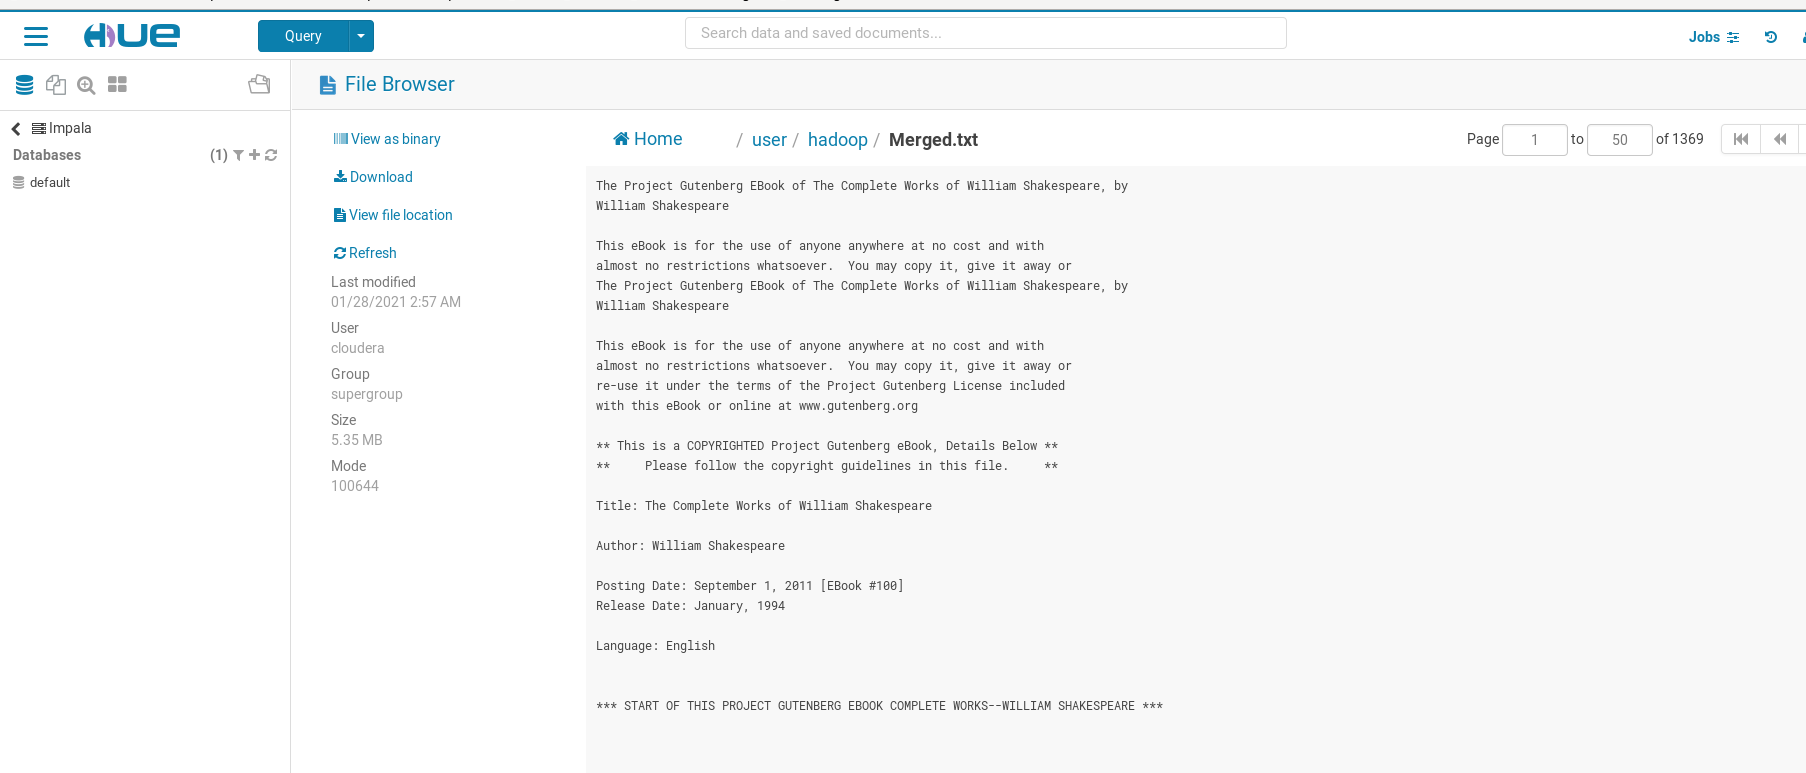 HUE
Query
Search data and saved documents...
Jobs
File Browser
Impala
Databases
(1)
default
View as binary
Download
View file location
Refresh
Last modified
01/28/2021 2:57 AM
User
cloudera
Group
supergroup
Size
5.35 MB
Mode
100644
Home / user / hadoop / Merged.txt
Page 1 to 50 of 1369
The Project Gutenberg EBook of The Complete Works of William Shakespeare, by
William Shakespeare
This eBook is for the use of anyone anywhere at no cost and with
almost no restrictions whatsoever.  You may copy it, give it away or
The Project Gutenberg EBook of The Complete Works of William Shakespeare, by
William Shakespeare
This eBook is for the use of anyone anywhere at no cost and with
almost no restrictions whatsoever.  You may copy it, give it away or
re-use it under the terms of the Project Gutenberg License included
with this eBook or online at www.gutenberg.org
** This is a COPYRIGHTED Project Gutenberg eBook, Details Below **
**     Please follow the copyright guidelines in this file.     **
Title: The Complete Works of William Shakespeare
Author: William Shakespeare
Posting Date: September 1, 2011 [EBook #100]
Release Date: January, 1994
Language: English
*** START OF THIS PROJECT GUTENBERG EBOOK COMPLETE WORKS--WILLIAM SHAKESPEARE ***